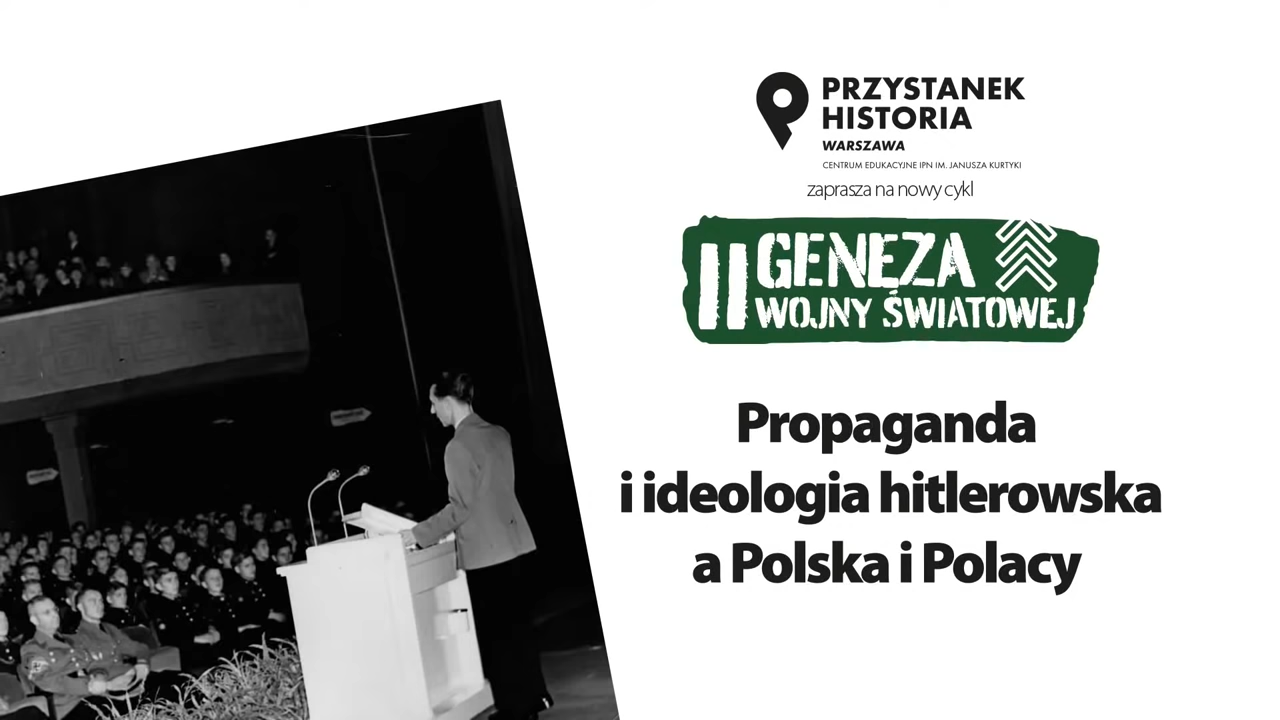 PRZYSTANEK
HISTORIA
WARSZAWA
CENTRUM EDUKACYJNE IPN IM. JANUSZA KURTYKI
zaprasza na nowy cykl
II GENEZA
WOJNY ŚWIATOWEJ
Propaganda
i ideologia hitlerowska
a Polska i Polacy